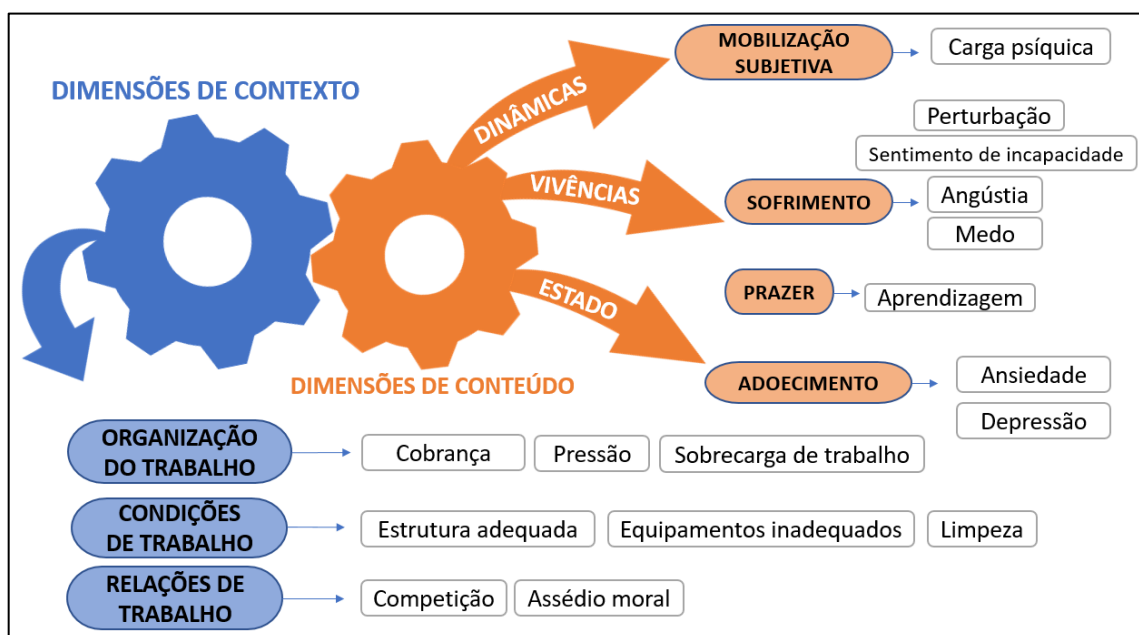 MOBILIZAÇÃO
SUBJETIVA
Carga psíquica
DIMENSÕES DE CONTEXTO
DINÂMICAS
Perturbação
Sentimento de incapacidade
VIVÊNCIAS
SOFRIMENTO
Angústia
Medo
ESTADO
PRAZER
Aprendizagem
DIMENSÕES DE CONTEÚDO
ADOECIMENTO
Ansiedade
Depressão
ORGANIZAÇÃO
DO TRABALHO
Cobrança
Pressão
Sobrecarga de trabalho
CONDIÇÕES
DE TRABALHO
Estrutura adequada
Equipamentos inadequados
Limpeza
RELAÇÕES DE
TRABALHO
Competição
Assédio moral